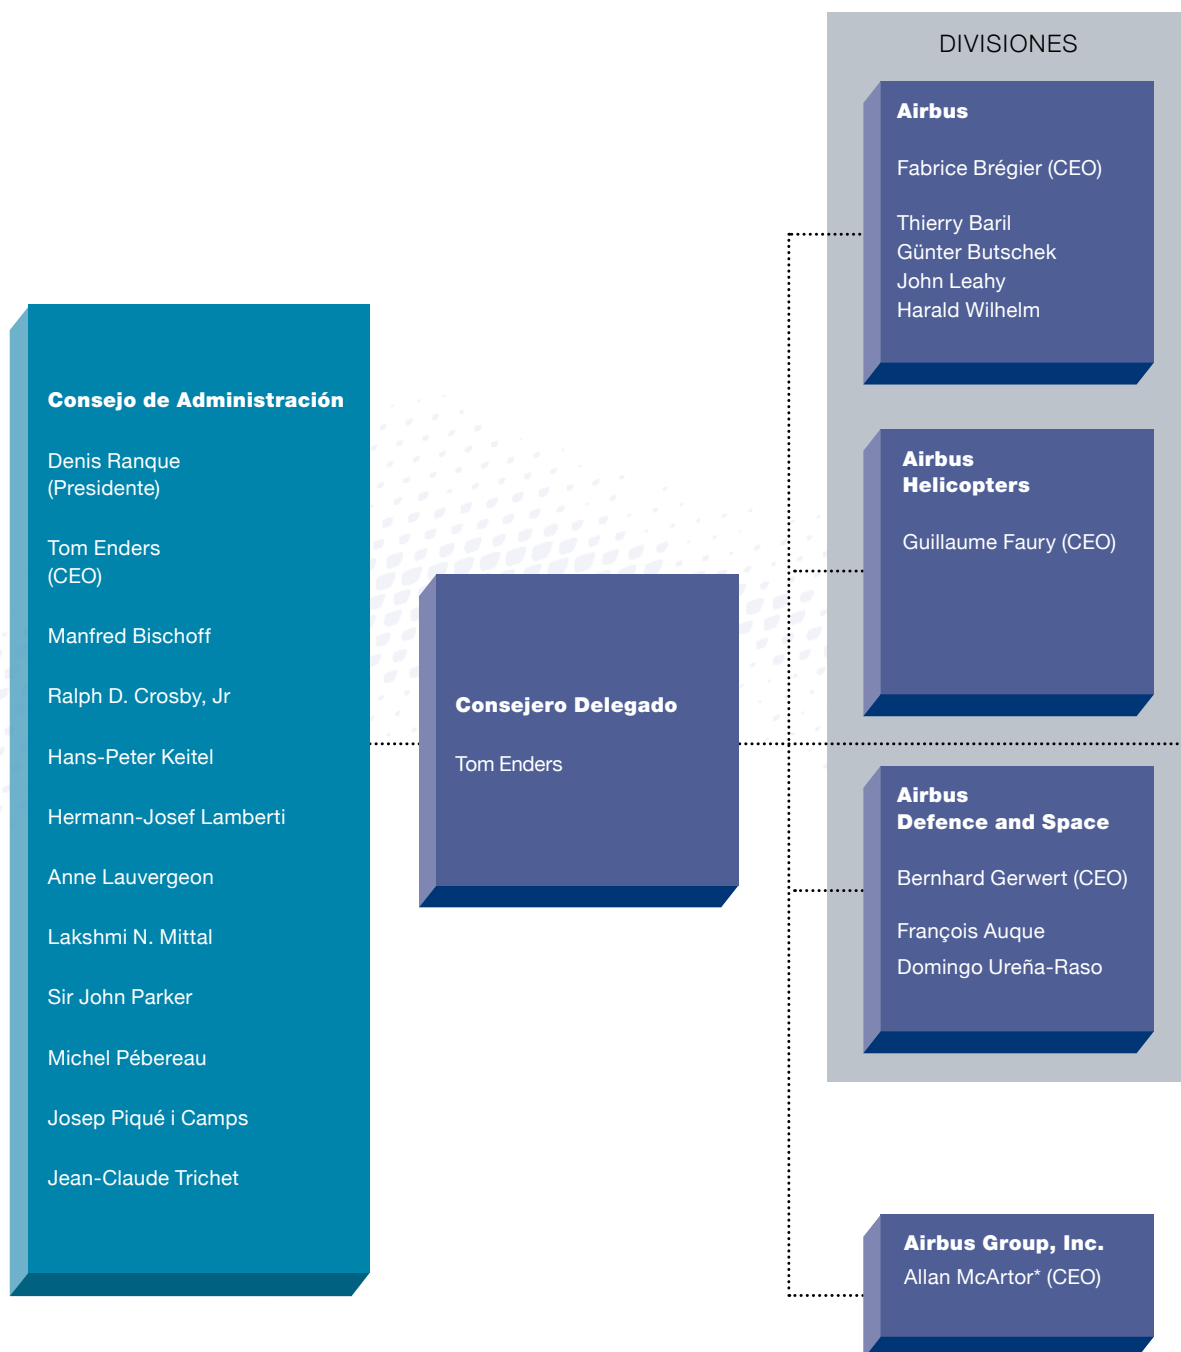 Consejo de Administración
Denis Ranque
(Presidente)
Tom Enders
(CEO)
Manfred Bischoff
Ralph D. Crosby, Jr
Hans-Peter Keitel
Hermann-Josef Lamberti
Anne Lauvergeon
Lakshmi N. Mittal
Sir John Parker
Michel Pébereau
Josep Piqué i Camps
Jean-Claude Trichet
Consejero Delegado
Tom Enders
DIVISIONES
Airbus
Fabrice Brégier (CEO)
Thierry Baril
Günter Butschek
John Leahy
Harald Wilhelm
Airbus
Helicopters
Guillaume Faury (CEO)
Airbus
Defence and Space
Bernhard Gerwert (CEO)
François Auque
Domingo Ureña-Raso
Airbus Group, Inc.
Allan McArtor* (CEO)